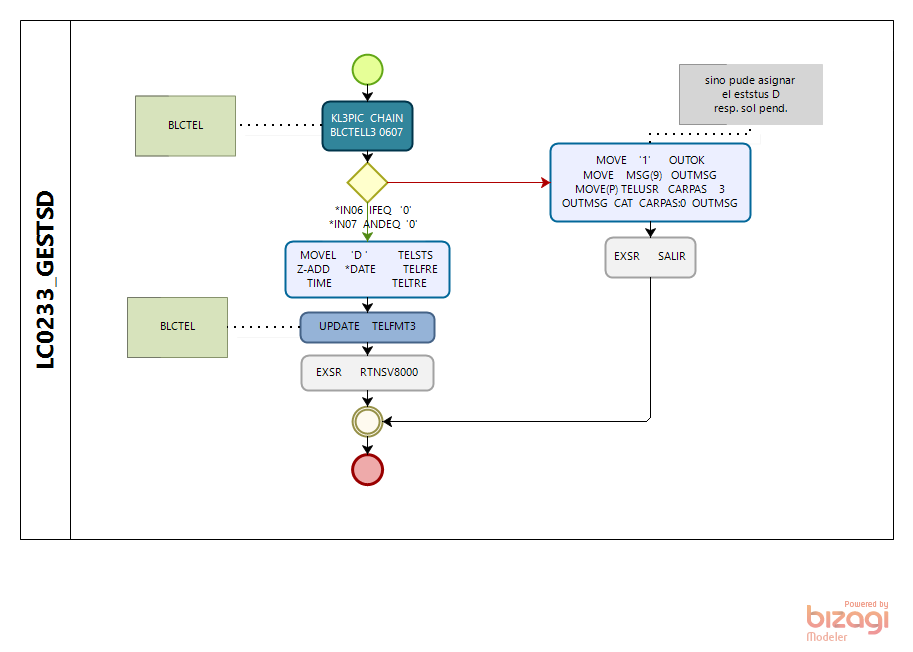 LC0233_GESTSD
BLCTEL
KL3PIC CHAIN
BLCTELL3 0607
sino pude asignar
el eststus D
resp. sol pend.
*IN06 IFEQ '0'
*IN07 ANDEQ '0'
MOVE '1' OUTOK
MOVE MSG(9) OUTMSG
MOVE(P) TELUSR CARPAS 3
OUTMSG CAT CARPAS:0 OUTMSG
EXSR SALIR
MOVEL 'D ' TELSTS
Z-ADD *DATE TELFRE
TIME TELTRE
BLCTEL
UPDATE TELFMT3
EXSR RTNSV8000
Powered by
bizagi
Modeler